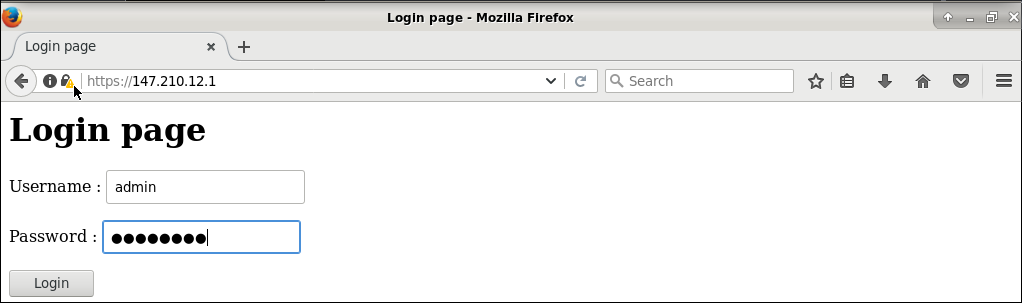 Login page - Mozilla Firefox
Login page
https://147.210.12.1
Search
Login page
Username :
admin
Password :
●●●●●●●●
Login